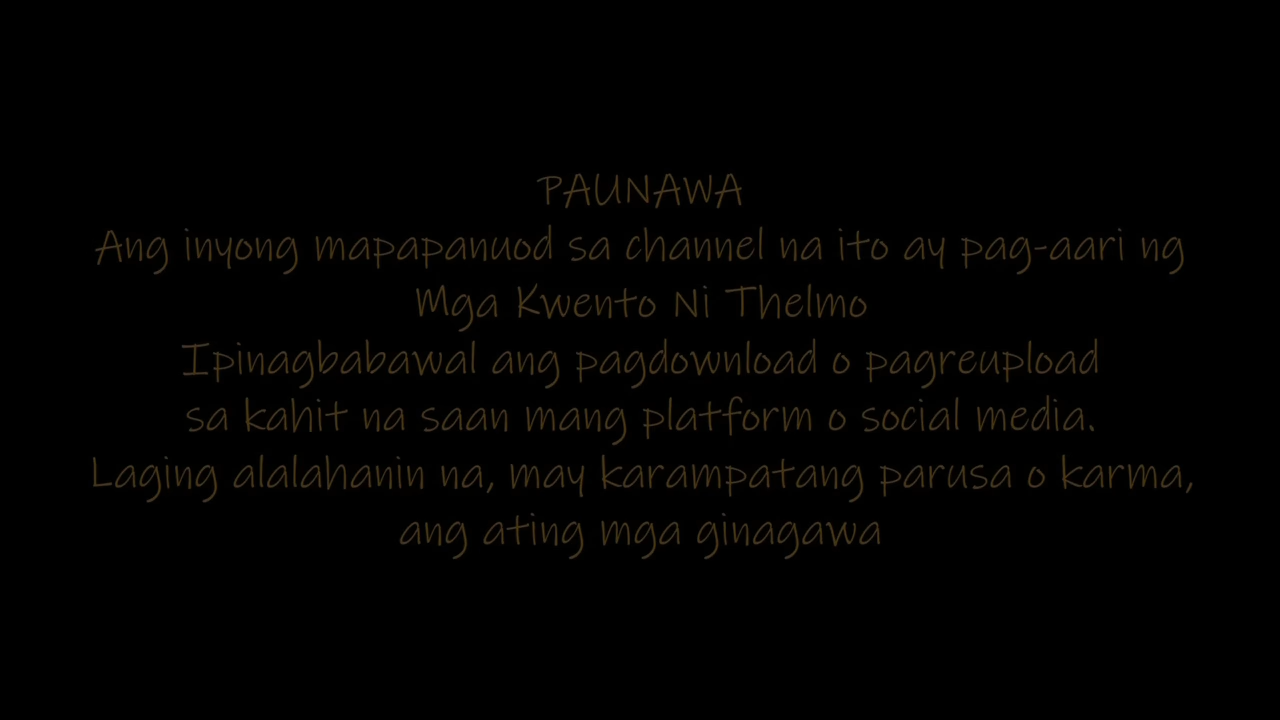 PAUNAWA
Ang inyong mapapanuod sa channel na ito ay pag-aari ng
Mga Kwento Ni Thelmo
Ipinagbabawal ang pagdownload o pagreupload
sa kahit na saan mang platform o social media.
Laging alalahanin na, may karampatang parusa o karma,
ang ating mga ginagawa